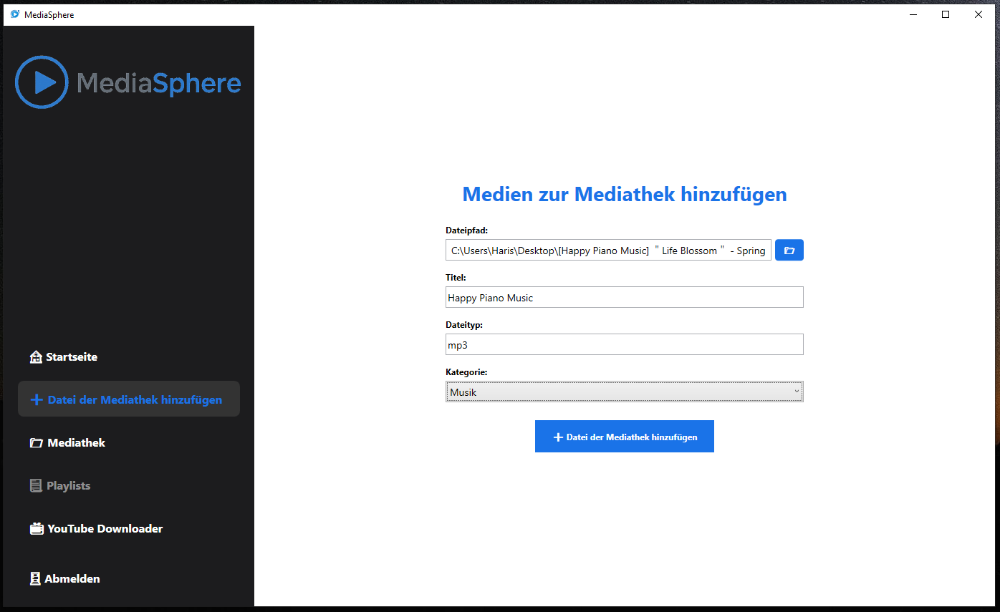 MediaSphere
MediaSphere
Medien zur Mediathek hinzufügen
Dateipfad:
C:\Users\Haris\Desktop\[Happy Piano Music] ＂Life Blossom＂ - Spring
Titel:
Happy Piano Music
Dateityp:
mp3
Kategorie:
Musik
Datei der Mediathek hinzufügen
Startseite
Datei der Mediathek hinzufügen
Mediathek
Playlists
YouTube Downloader
Abmelden